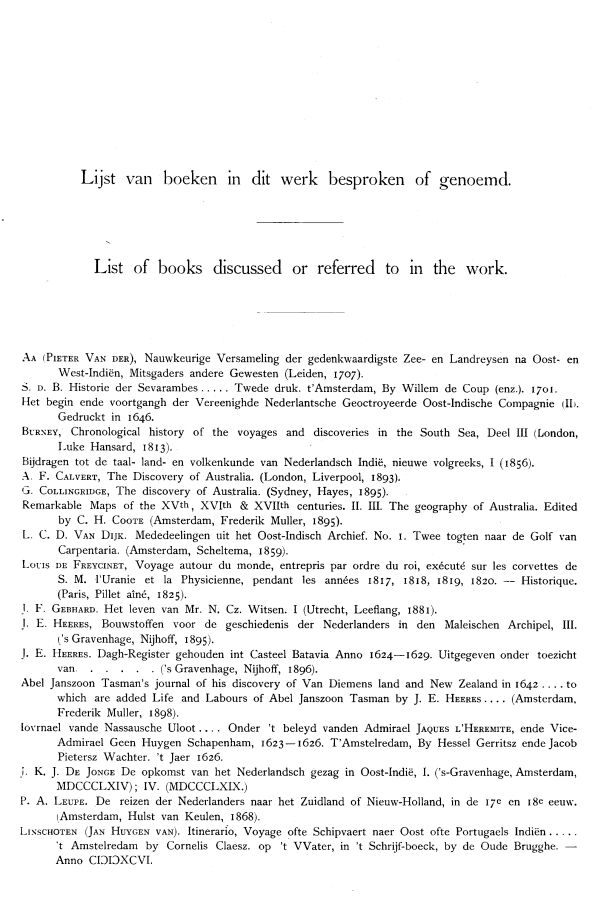 Lijst van boeken in dit werk besproken of genoemd.
List of books discussed or referred to in the work.
AA (PIETER VAN DER), Nauwkeurige Versameling der gedenkwaardigste Zee- en Landreysen na Oost- en
West-Indiën, Mitsgaders andere Gewesten (Leiden, 1707).
S. D. B. Historie der Sevarambes ..... Twede druk. t'Amsterdam, By Willem de Coup (enz.). 1701.
Het begin ende voortgangh der Vereenighde Nederlantsche Geoctroyeerde Oost-Indische Compagnie (II).
Gedruckt in 1646.
BURNEY, Chronological history of the voyages and discoveries in the South Sea, Deel III (London,
Luke Hansard, 1813).
Bijdragen tot de taal- land- en volkenkunde van Nederlandsch Indië, nieuwe volgreeks, I (1856).
A. F. CALVERT, The Discovery of Australia. (London, Liverpool, 1893).
G. COLLINGRIDGE, The discovery of Australia. (Sydney, Hayes, 1895).
Remarkable Maps of the XVth, XVIth & XVIIth centuries. II. III. The geography of Australia. Edited
by C. H. COOTE (Amsterdam, Frederik Muller, 1895).
L. C. D. VAN DIJK. Mededeelingen uit het Oost-Indisch Archief. No. 1. Twee togten naar de Golf van
Carpentaria. (Amsterdam, Scheltema, 1859).
LOUIS DE FREYCINET, Voyage autour du monde, entrepris par ordre du roi, exécuté sur les corvettes de
S. M. l'Uranie et la Physicienne, pendant les années 1817, 1818, 1819, 1820. — Historique.
(Paris, Pillet aîné, 1825).
J. F. GEBHARD. Het leven van Mr. N. Cz. Witsen. I (Utrecht, Leeflang, 1881).
J. E. HEERES, Bouwstoffen voor de geschiedenis der Nederlanders in den Maleischen Archipel, III.
('s Gravenhage, Nijhoff, 1895).
J. E. HEERES. Dagh-Register gehouden int Casteel Batavia Anno 1624—1629. Uitgegeven onder toezicht
van. . . . . . ('s Gravenhage, Nijhoff, 1896).
Abel Janszoon Tasman's journal of his discovery of Van Diemens land and New Zealand in 1642 .... to
which are added Life and Labours of Abel Janszoon Tasman by J. E. HEERES .... (Amsterdam,
Frederik Muller, 1898).
Iovrnael vande Nassausche Uloot .... Onder 't beleyd vanden Admirael JAQUES L'HEREMITE, ende Vice-
Admirael Geen Huygen Schapenham, 1623—1626. T'Amstelredam, By Hessel Gerritsz ende Jacob
Pietersz Wachter. 't Jaer 1626.
J. K. J. DE JONGE De opkomst van het Nederlandsch gezag in Oost-Indië, I. ('s-Gravenhage, Amsterdam,
MDCCCLXIV); IV. (MDCCCLXIX.)
P. A. LEUPE. De reizen der Nederlanders naar het Zuidland of Nieuw-Holland, in de 17e en 18e eeuw.
(Amsterdam, Hulst van Keulen, 1868).
LINSCHOTEN (JAN HUYGEN VAN). Itinerario, Voyage ofte Schipvaert naer Oost ofte Portugaels Indiën .....
't Amstelredam by Cornelis Claesz. op 't VVater, in 't Schrijf-boeck, by de Oude Brugghe. —
Anno CIƆIƆXCVI.